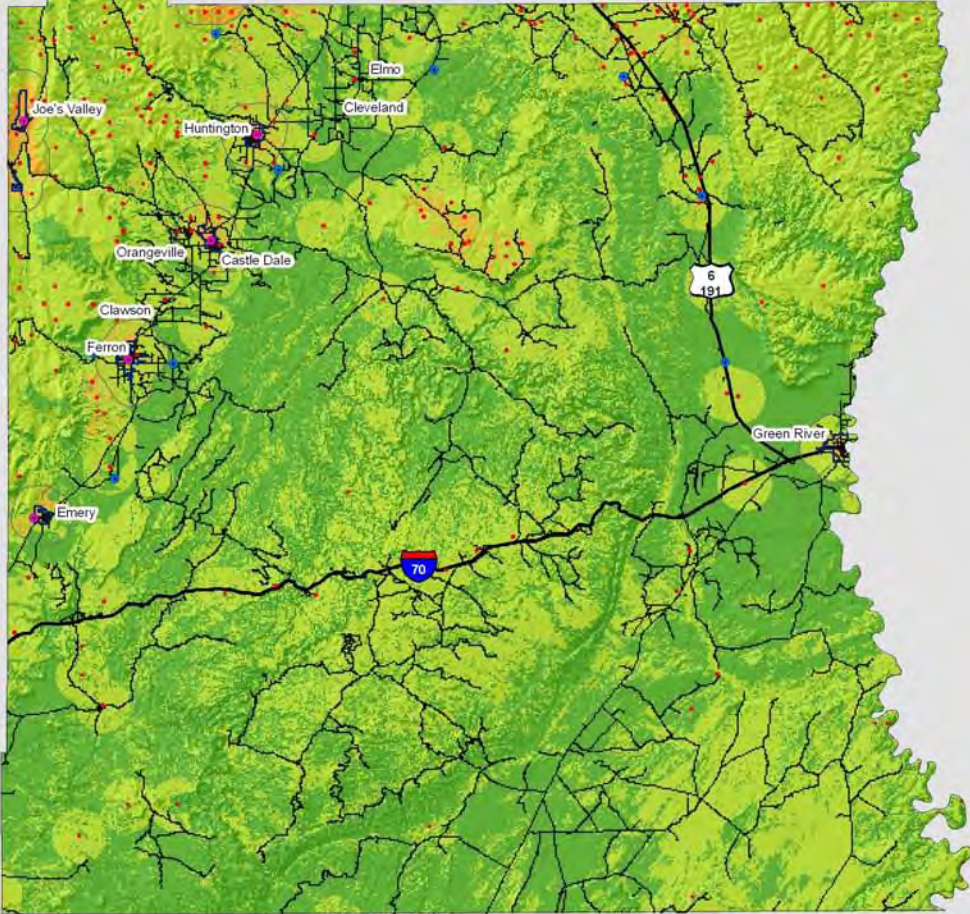 Elmo
Joe's Valley
Cleveland
Huntington
Orangeville
Castle Dale
6
191
Clawson
Ferron
Green River
Emery
70